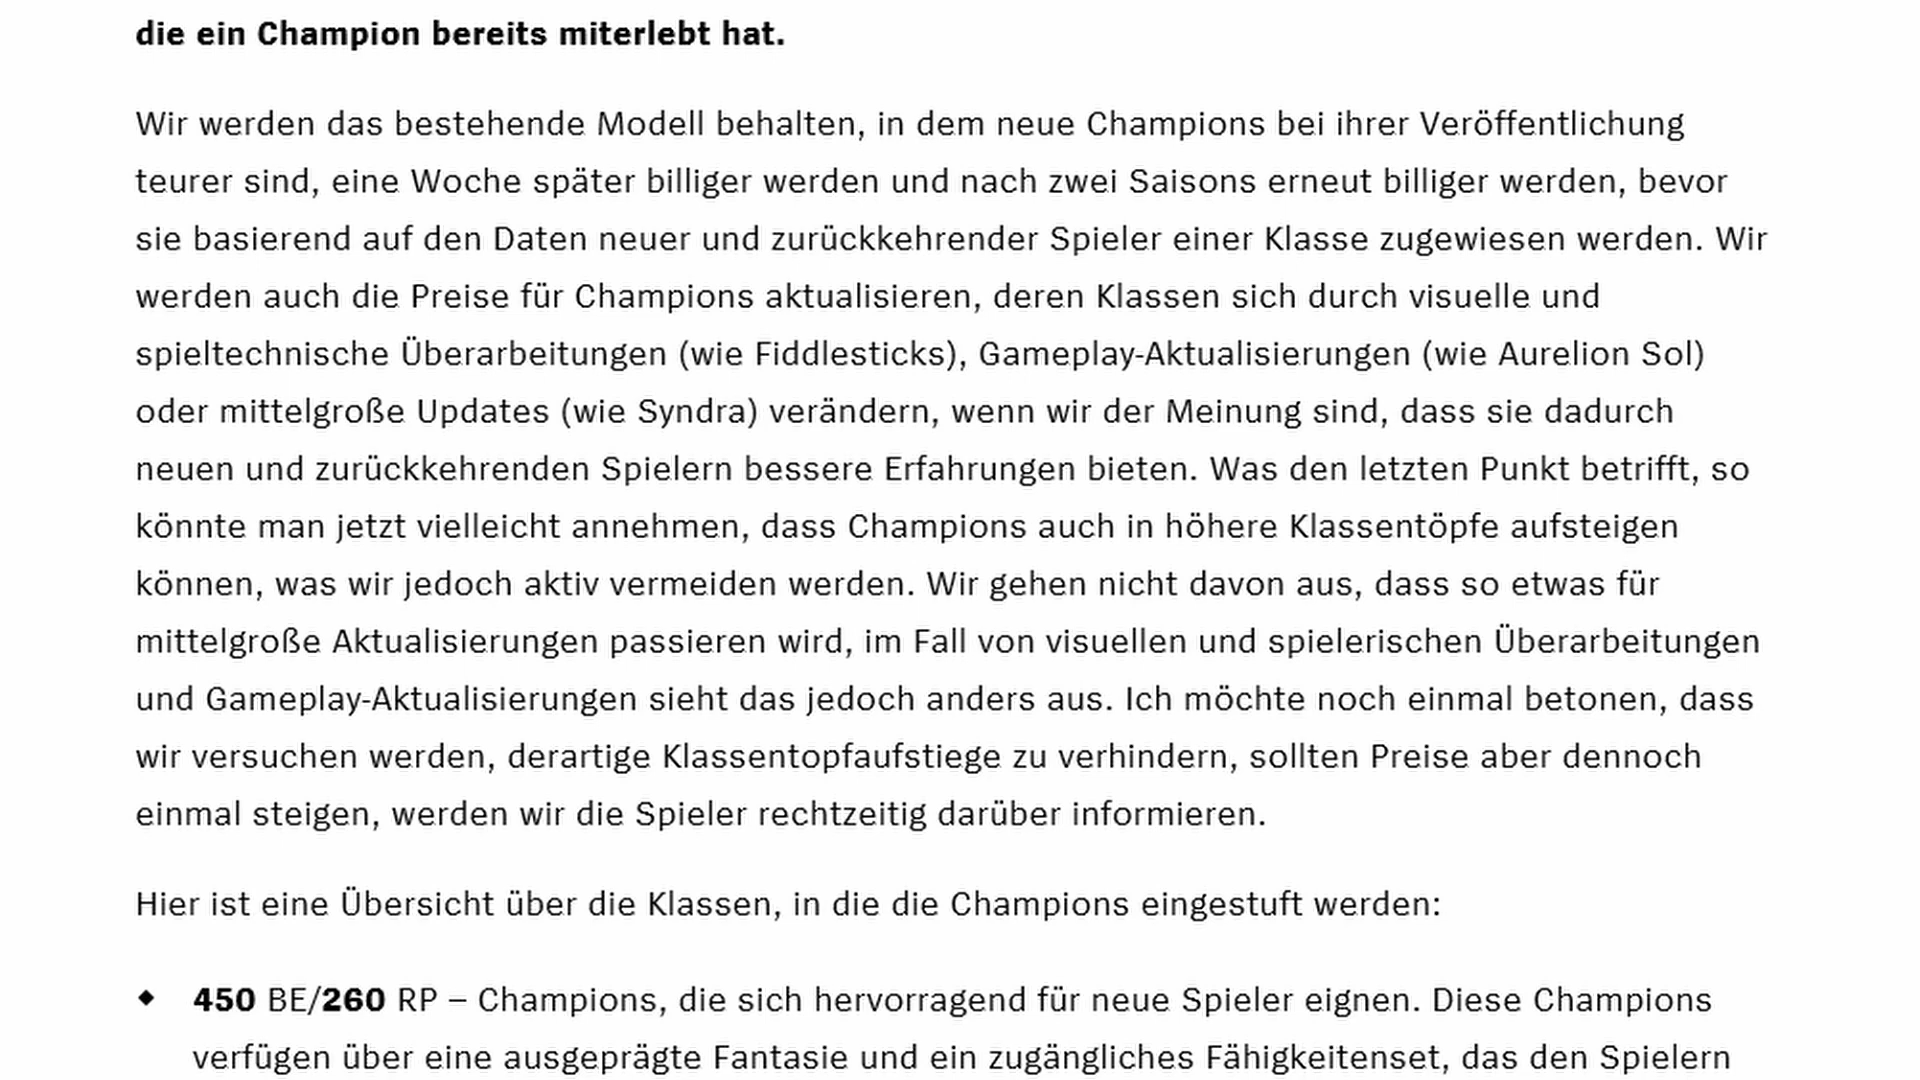 die ein Champion bereits miterlebt hat.
Wir werden das bestehende Modell behalten, in dem neue Champions bei ihrer Veröffentlichung
teurer sind, eine Woche später billiger werden und nach zwei Saisons erneut billiger werden, bevor
sie basierend auf den Daten neuer und zurückkehrender Spieler einer Klasse zugewiesen werden. Wir
werden auch die Preise für Champions aktualisieren, deren Klassen sich durch visuelle und
spieltechnische Überarbeitungen (wie Fiddlesticks), Gameplay-Aktualisierungen (wie Aurelion Sol)
oder mittelgroße Updates (wie Syndra) verändern, wenn wir der Meinung sind, dass sie dadurch
neuen und zurückkehrenden Spielern bessere Erfahrungen bieten. Was den letzten Punkt betrifft, so
könnte man jetzt vielleicht annehmen, dass Champions auch in höhere Klassentöpfe aufsteigen
können, was wir jedoch aktiv vermeiden werden. Wir gehen nicht davon aus, dass so etwas für
mittelgroße Aktualisierungen passieren wird, im Fall von visuellen und spielerischen Überarbeitungen
und Gameplay-Aktualisierungen sieht das jedoch anders aus. Ich möchte noch einmal betonen, dass
wir versuchen werden, derartige Klassentopfaufstiege zu verhindern, sollten Preise aber dennoch
einmal steigen, werden wir die Spieler rechtzeitig darüber informieren.
Hier ist eine Übersicht über die Klassen, in die die Champions eingestuft werden:
◆ 450 BE/260 RP – Champions, die sich hervorragend für neue Spieler eignen. Diese Champions
verfügen über eine ausgeprägte Fantasie und ein zugängliches Fähigkeitenset, das den Spielern